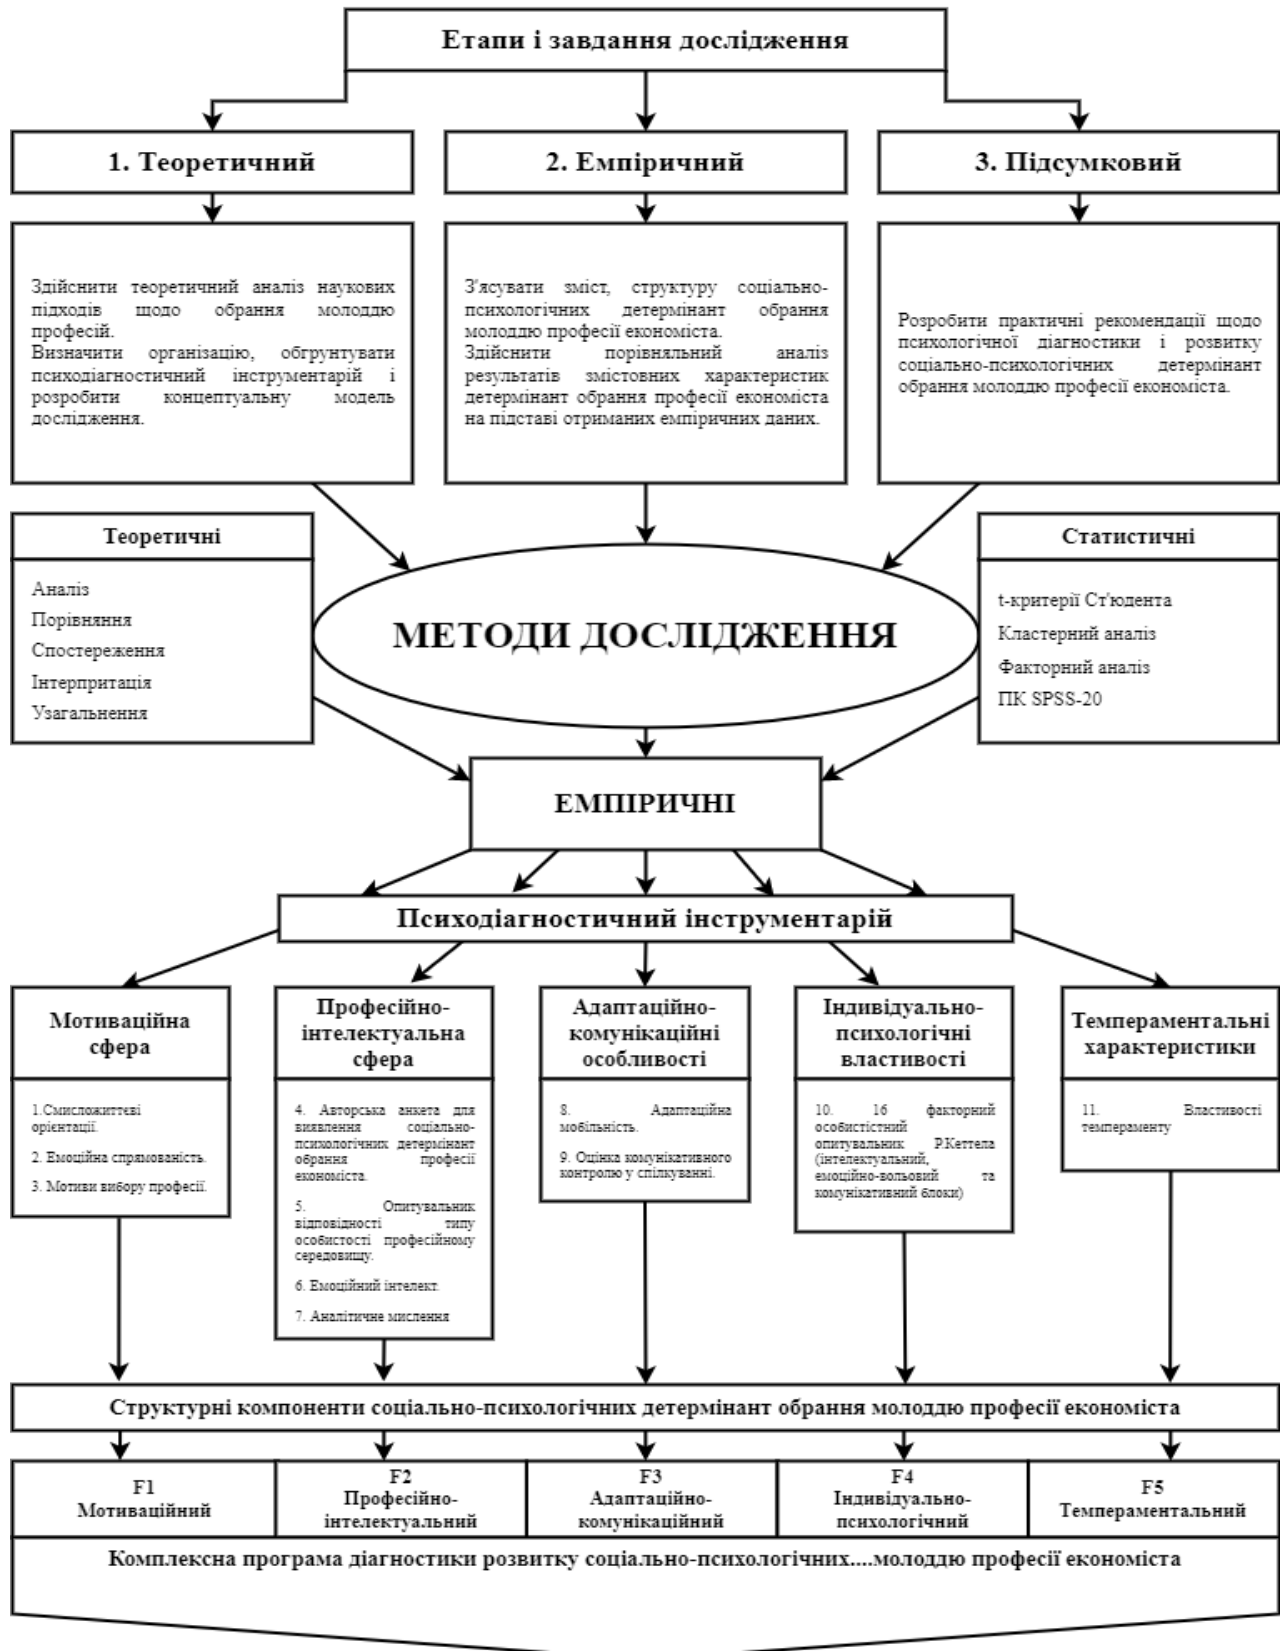 Етапи і завдання дослідження
1. Теоретичний
2. Емпіричний
3. Підсумковий
Здійснити теоретичний аналіз наукових
підходів щодо обрання молоддю
професій.
Визначити організацію, обгрунтувати
психодіагностичний інструментарій і
розробити концептуальну модель
дослідження.
З'ясувати зміст, структуру соціально-
психологічних детермінант обрання
молоддю професії економіста.
Здійснити порівняльний аналіз
результатів змістовних характеристик
детермінант обрання професії економіста
на підставі отриманих емпіричних даних.
Розробити практичні рекомендації щодо
психологічної діагностики і розвитку
соціально-психологічних детермінант
обрання молоддю професії економіста.
Теоретичні
Аналіз
Порівняння
Спостереження
Інтерпритація
Узагальнення
МЕТОДИ ДОСЛІДЖЕННЯ
Статистичні
t-критерії Ст'юдента
Кластерний аналіз
Факторний аналіз
ПК SPSS-20
ЕМПІРИЧНІ
Психодіагностичний інструментарій
Мотиваційна
сфера
1.Смисложиттєві
орієнтації.
2. Емоційна спрямованість.
3. Мотиви вибору професії.
Професійно-
інтелектуальна
сфера
4. Авторська анкета для
виявлення соціально-
психологічних детермінант
обрання професії
економіста.
5. Опитувальник
відповідності типу
особистості професійному
середовищу.
6. Емоційний інтелект.
7. Аналітичне мислення
Адаптаційно-
комунікаційні
особливості
8. Адаптаційна
мобільність.
9. Оцінка комунікативного
контролю у спілкуванні.
Індивідуально-
психологічні
властивості
10. 16 факторний
особистістний
опитувальник Р.Кеттела
(інтелектуальний,
емоційно-вольовий та
комунікативний блоки)
Темпераментальні
характеристики
11. Властивості
темпераменту
Структурні компоненти соціально-психологічних детермінант обрання молоддю професії економіста
F1
Мотиваційний
F2
Професійно-
інтелектуальний
F3
Адаптаційно-
комунікаційний
F4
Індивідуально-
психологічний
F5
Темпераментальний
Комплексна програма діагностики розвитку соціально-психологічних....молоддю професії економіста